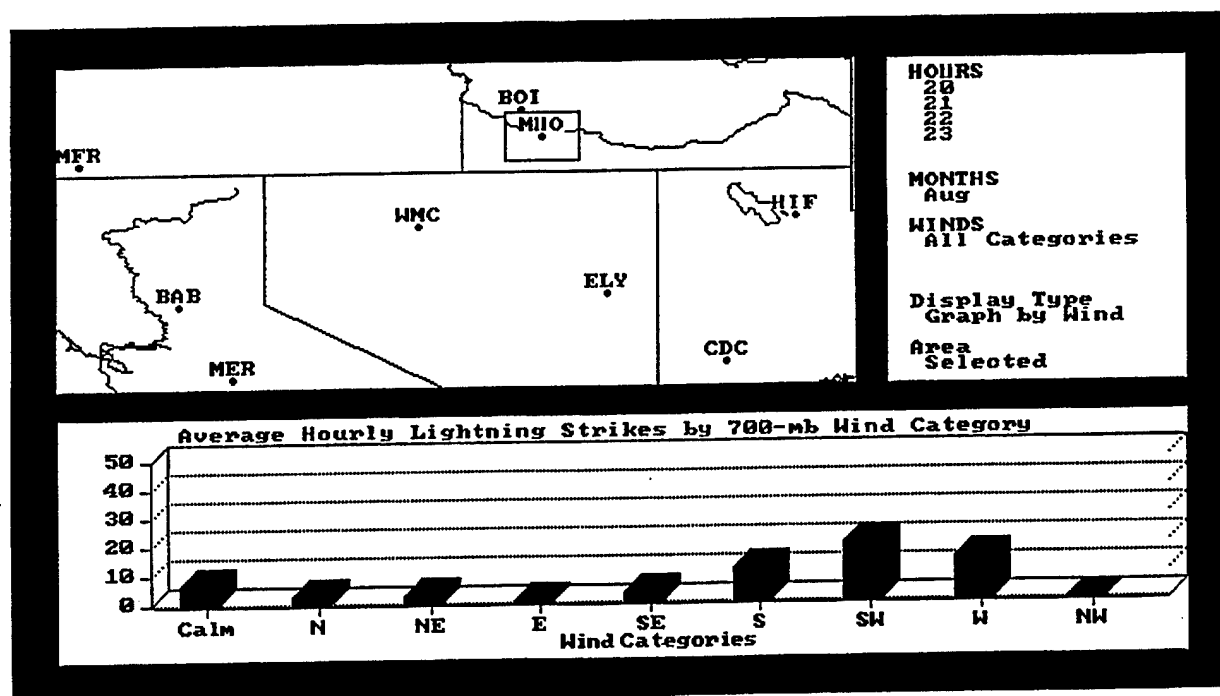 BOI
MUO
MFR
WMC
HIF
ELY
BAB
CDC
MER
HOURS
20
21
22
23
MONTHS
Aug
WINDS
All Categories
Display Type
Graph by Wind
Area
Selected
Average Hourly Lightning Strikes by 700-mb Wind Category
50
40
30
20
10
0
Calm N NE E SE S SW W NW
Wind Categories